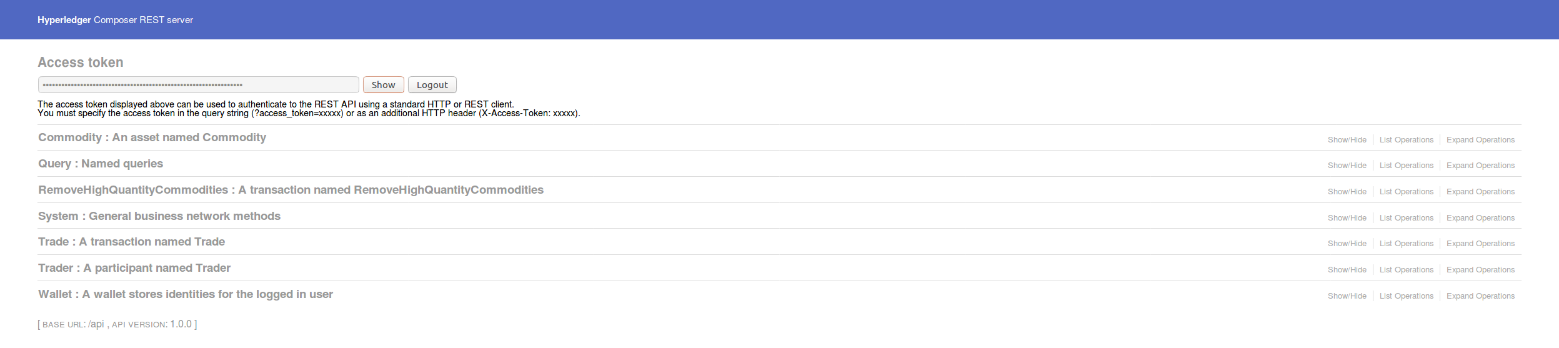 Hyperledger Composer REST server
Access token
Show Logout
The access token displayed above can be used to authenticate to the REST API using a standard HTTP or REST client.
You must specify the access token in the query string (?access_token=xxxxx) or as an additional HTTP header (X-Access-Token: xxxxx).
Commodity : An asset named Commodity Show/Hide List Operations Expand Operations
Query : Named queries Show/Hide List Operations Expand Operations
RemoveHighQuantityCommodities : A transaction named RemoveHighQuantityCommodities Show/Hide List Operations Expand Operations
System : General business network methods Show/Hide List Operations Expand Operations
Trade : A transaction named Trade Show/Hide List Operations Expand Operations
Trader : A participant named Trader Show/Hide List Operations Expand Operations
Wallet : A wallet stores identities for the logged in user Show/Hide List Operations Expand Operations
[ BASE URL: /api , API VERSION: 1.0.0 ]